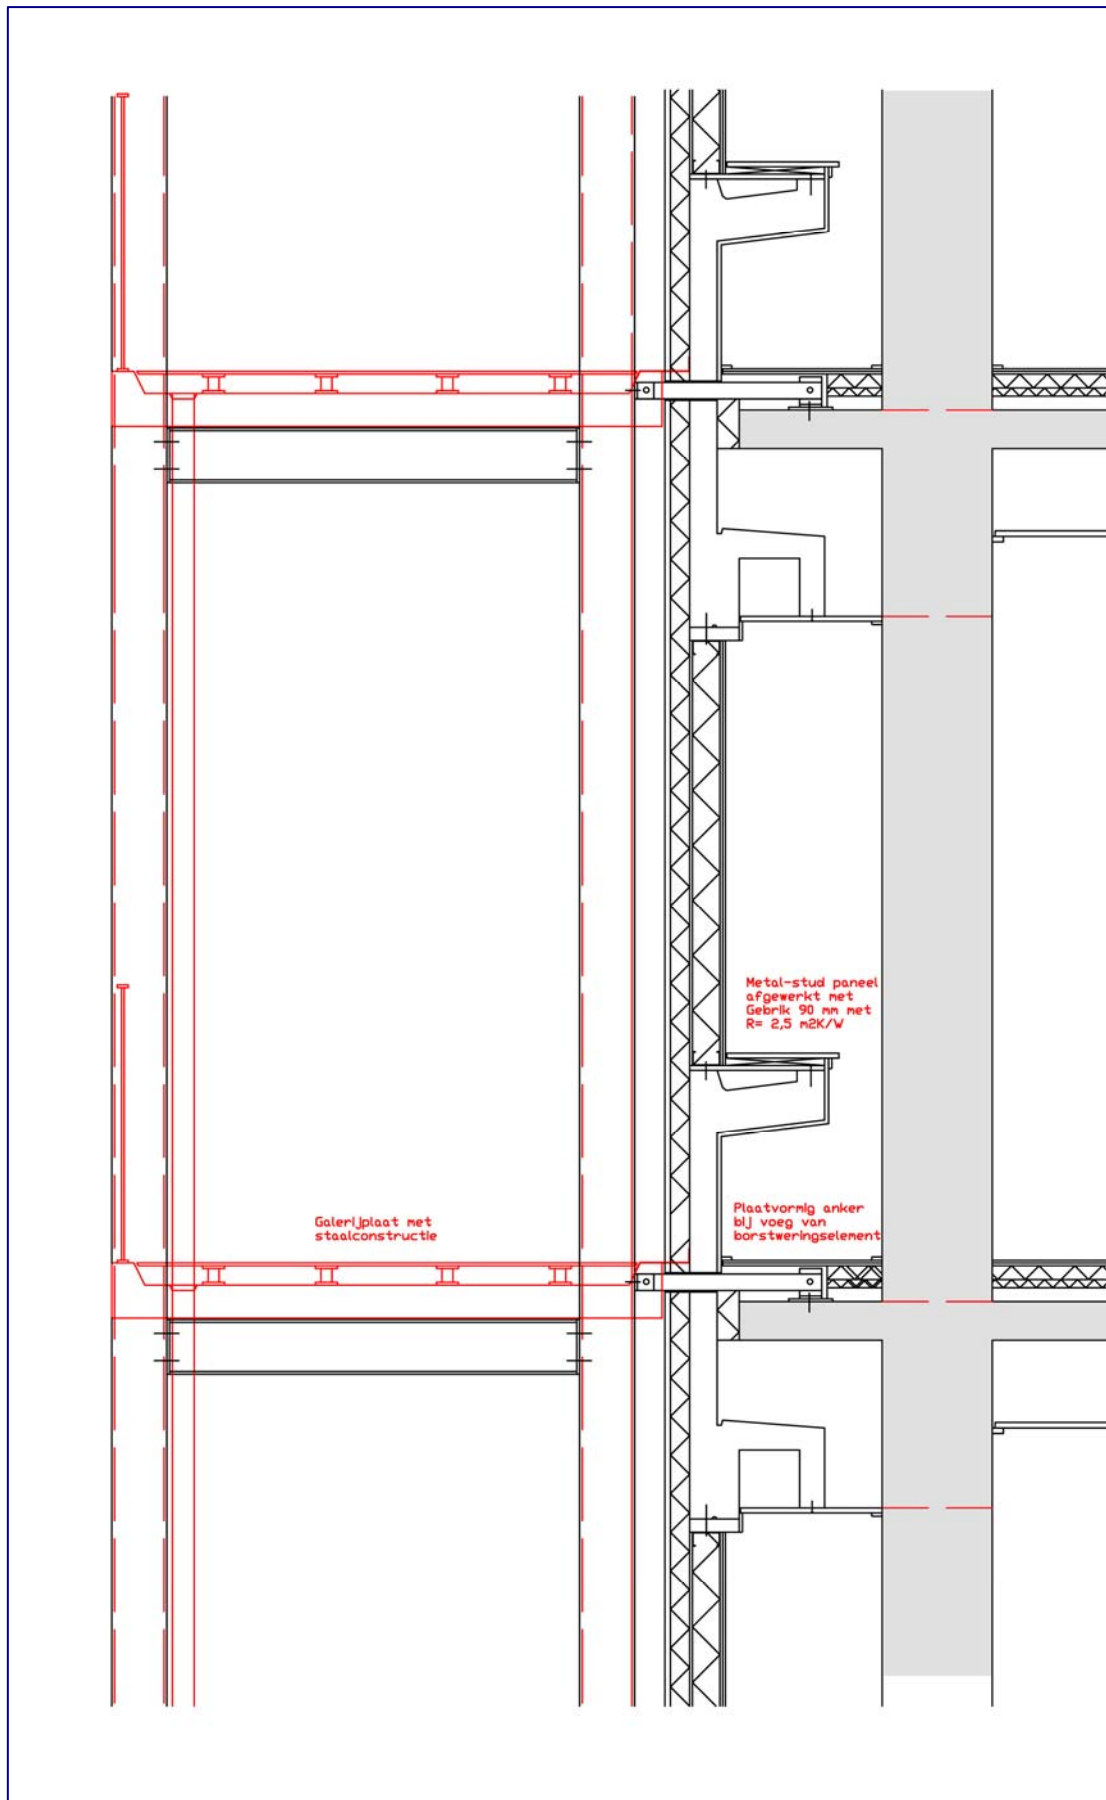 Metal-stud paneel
afgewerkt met
Gebrik 90 mm met
R= 2,5 m2K/W
Galerijplaat met
staalconstructie
Plaatvormig anker
bij voeg van
borstweringselement